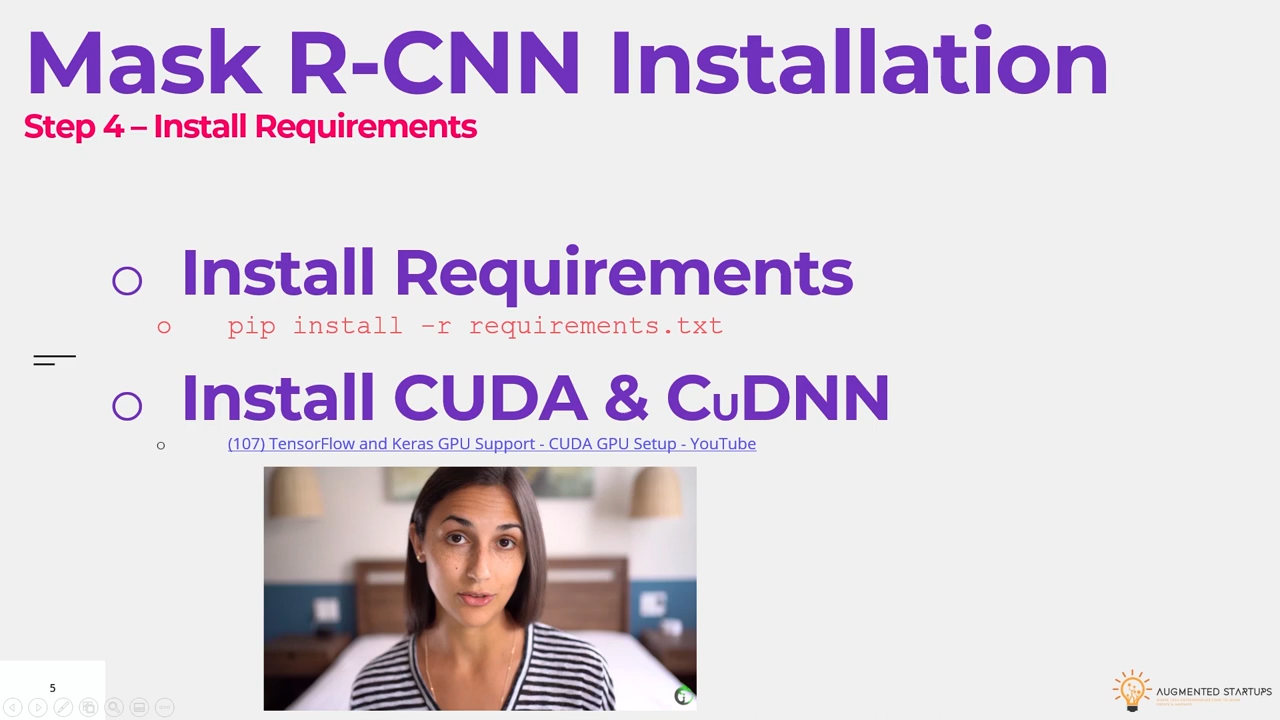 Mask R-CNN Installation
Step 4 – Install Requirements
Install Requirements
pip install –r requirements.txt
Install CUDA & CuDNN
(107) TensorFlow and Keras GPU Support - CUDA GPU Setup - YouTube
5
AUGMENTED STARTUPS